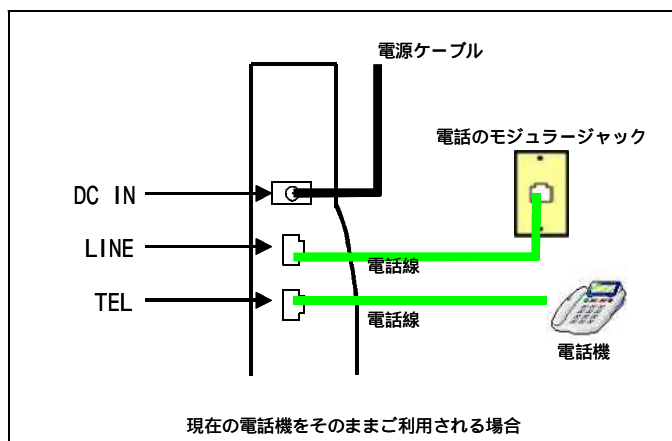 電源ケーブル
電話のモジュラージャック
DC IN
LINE
電話線
TEL
電話線
電話機
現在の電話機をそのままご利用される場合